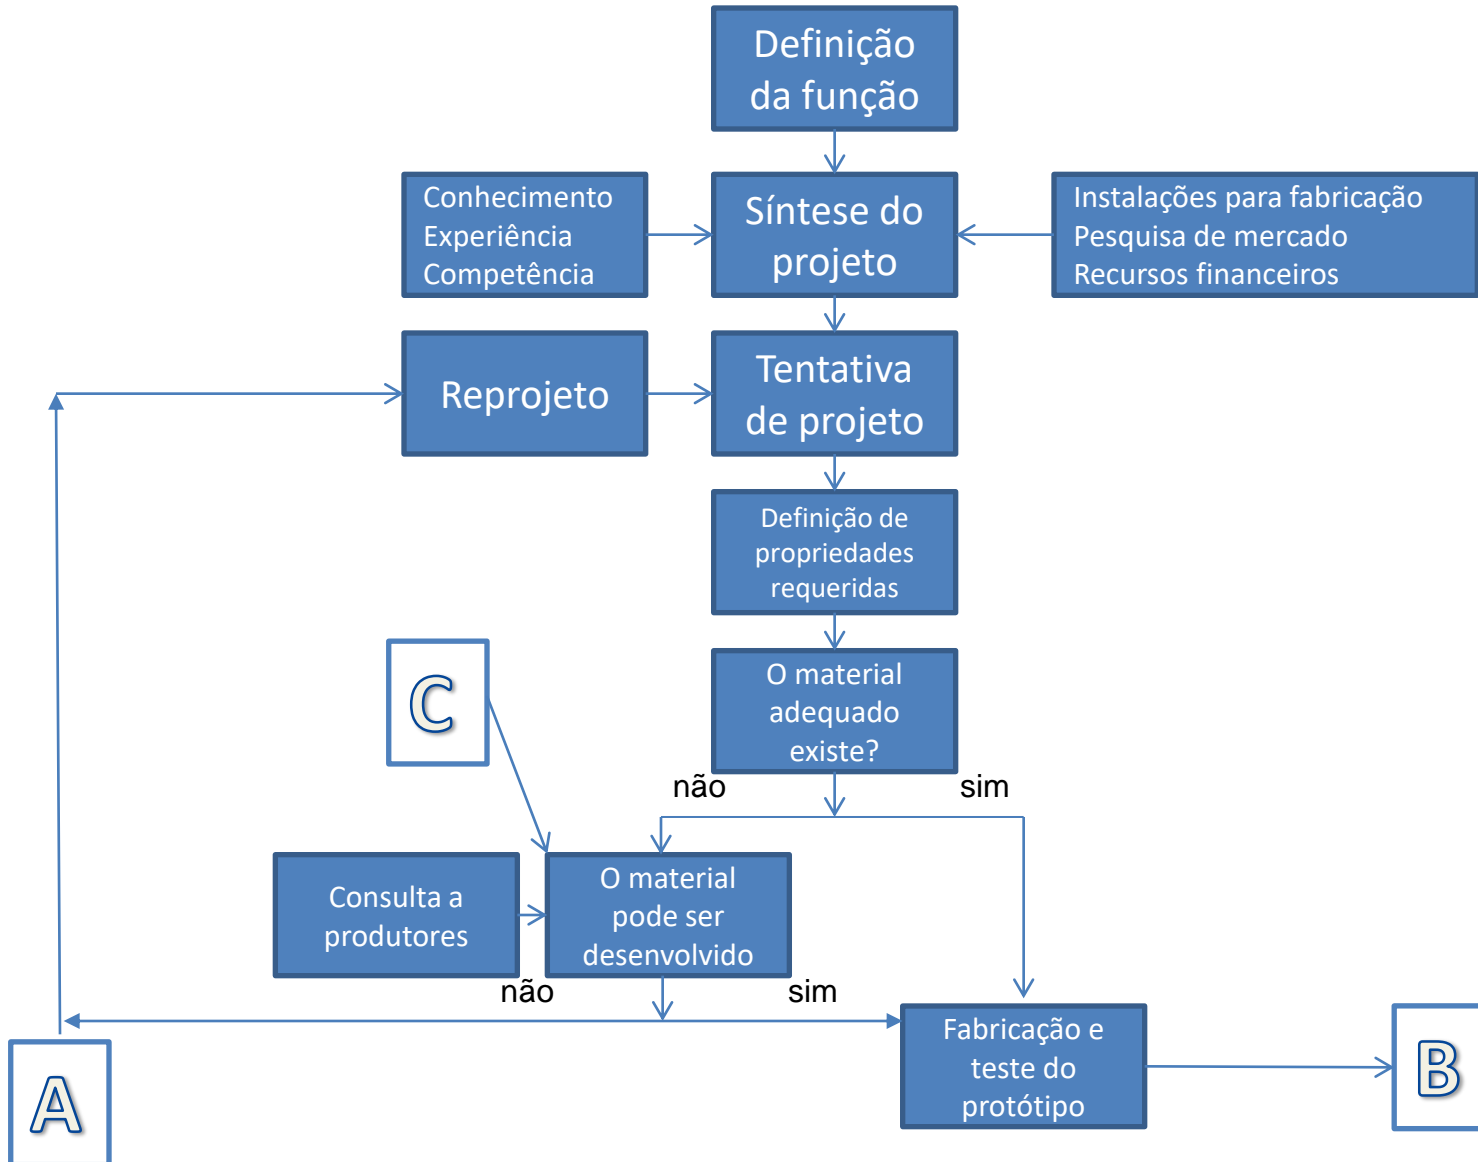 Definição
da função
Conhecimento
Experiência
Competência
Síntese do
projeto
Instalações para fabricação
Pesquisa de mercado
Recursos financeiros
Reprojeto
Tentativa
de projeto
Definição de
propriedades
requeridas
C
O material
adequado
existe?
não
sim
Consulta a
produtores
O material
pode ser
desenvolvido
não
sim
A
Fabricação e
teste do
protótipo
B